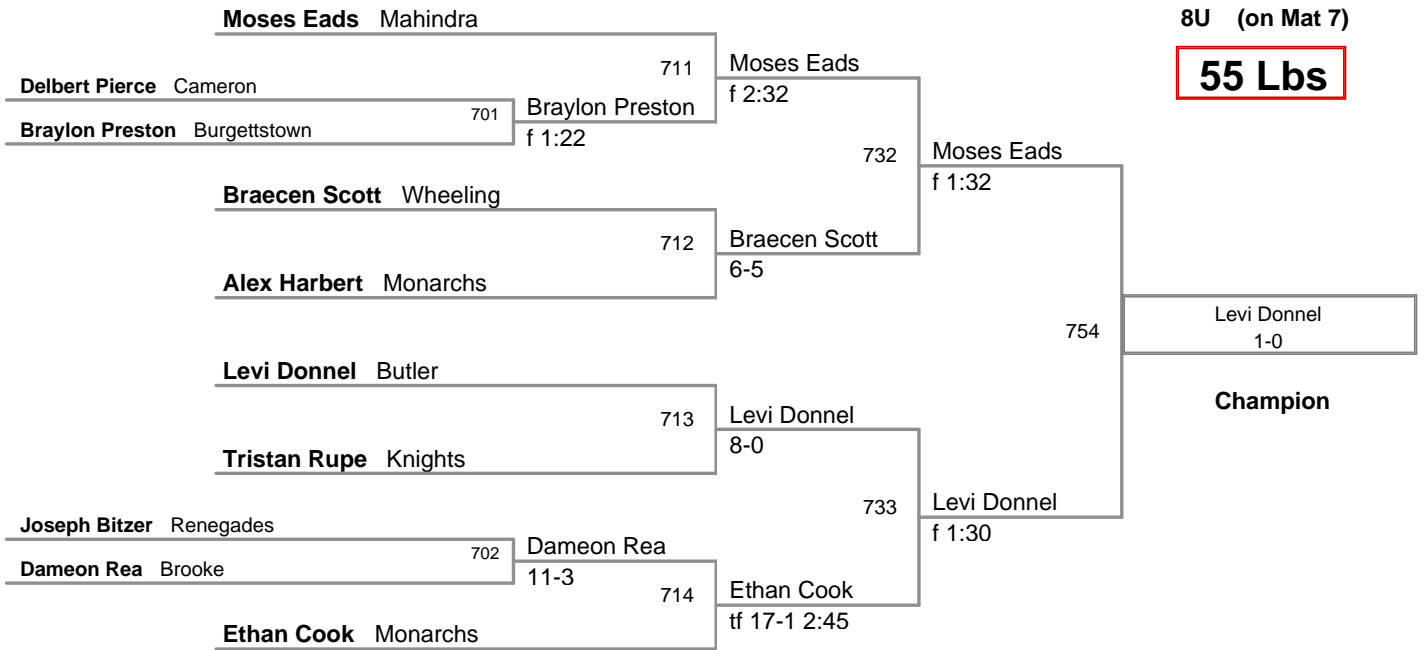 Moses Eads Mahindra
8U (on Mat 7)
55 Lbs
711
Moses Eads
f 2:32
Delbert Pierce Cameron
701
Braylon Preston
f 1:22
Braylon Preston Burgettstown
732
Moses Eads
f 1:32
Braecen Scott Wheeling
712
Braecen Scott
6-5
Alex Harbert Monarchs
754
Levi Donnel
1-0
Champion
Levi Donnel Butler
713
Levi Donnel
8-0
Tristan Rupe Knights
733
Levi Donnel
f 1:30
Joseph Bitzer Renegades
702
Dameon Rea
11-3
Dameon Rea Brooke
714
Ethan Cook
tf 17-1 2:45
Ethan Cook Monarchs